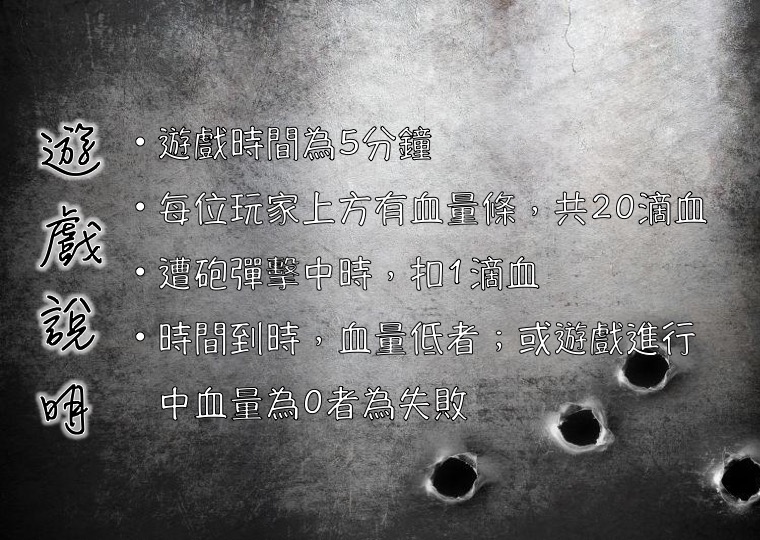 遊戲說明
•遊戲時間為5分鐘
•每位玩家上方有血量條，共20滴血
•遭砲彈擊中時，扣1滴血
•時間到時，血量低者；或遊戲進行
中血量為0者為失敗